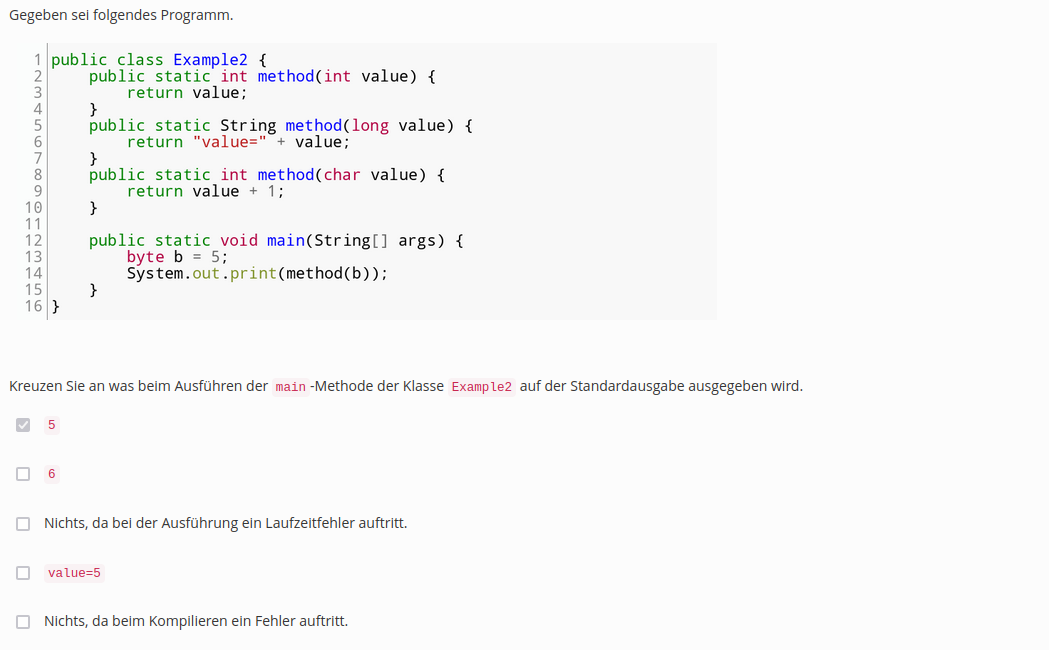 Gegeben sei folgendes Programm.
1 public class Example2 {
2     public static int method(int value) {
3         return value;
4     }
5     public static String method(long value) {
6         return "value=" + value;
7     }
8     public static int method(char value) {
9         return value + 1;
10     }
11
12     public static void main(String[] args) {
13         byte b = 5;
14         System.out.print(method(b));
15     }
16 }
Kreuzen Sie an was beim Ausführen der main -Methode der Klasse Example2 auf der Standardausgabe ausgegeben wird.
5
6
Nichts, da bei der Ausführung ein Laufzeitfehler auftritt.
value=5
Nichts, da beim Kompilieren ein Fehler auftritt.